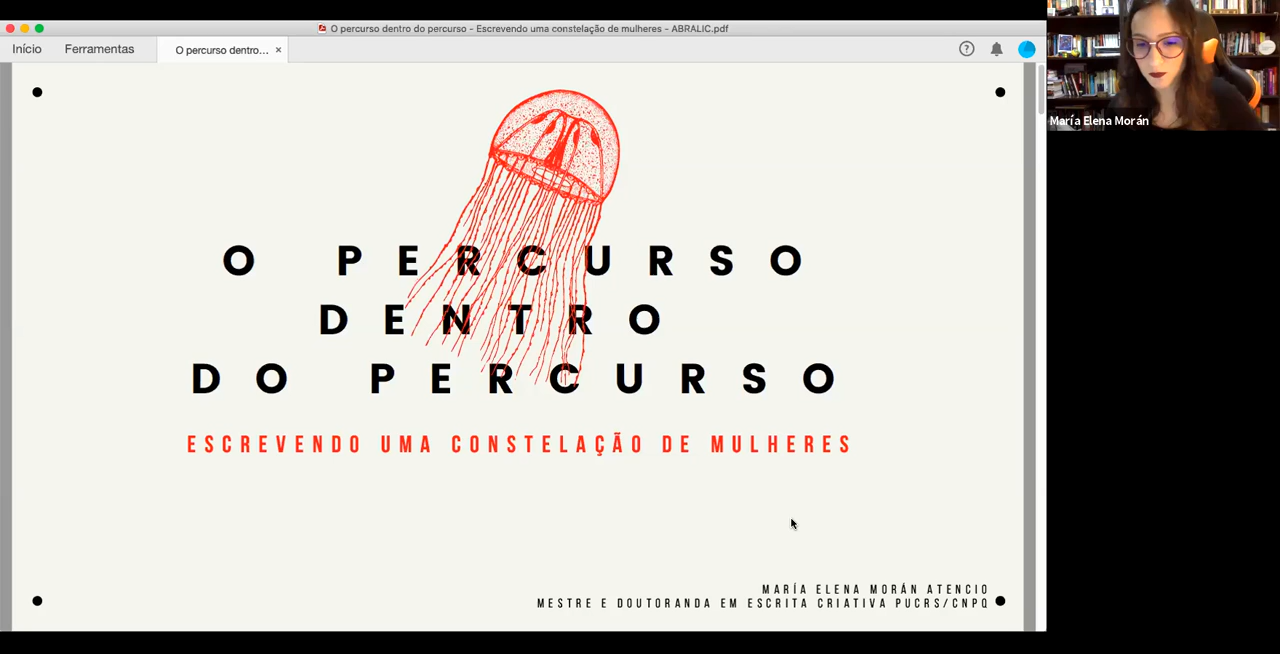 O percurso dentro do percurso - Escrevendo uma constelação de mulheres - ABRALIC.pdf
Início Ferramentas O percurso dentro... ×
María Elena Morán
O PERCURSO
DENTRO
DO PERCURSO
ESCREVENDO UMA CONSTELAÇÃO DE MULHERES
MARÍA ELENA MORÁN ATENCIO
MESTRE E DOUTORANDA EM ESCRITA CRIATIVA PUCRS/CNPQ